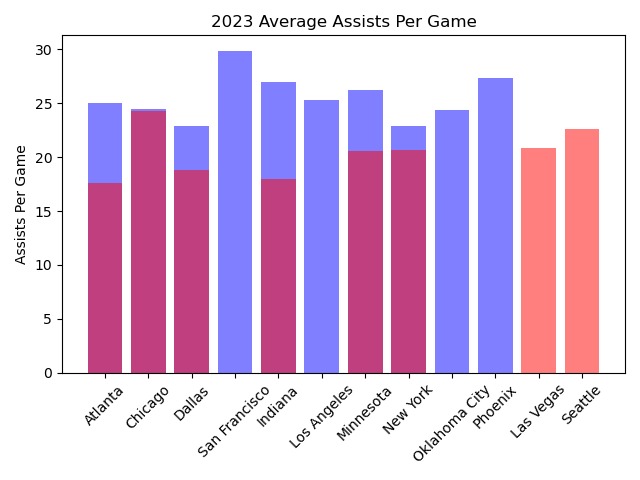 2023 Average Assists Per Game
Assists Per Game
30
25
20
15
10
5
0
Atlanta
Chicago
Dallas
San Francisco
Indiana
Los Angeles
Minnesota
New York
Oklahoma City
Phoenix
Las Vegas
Seattle